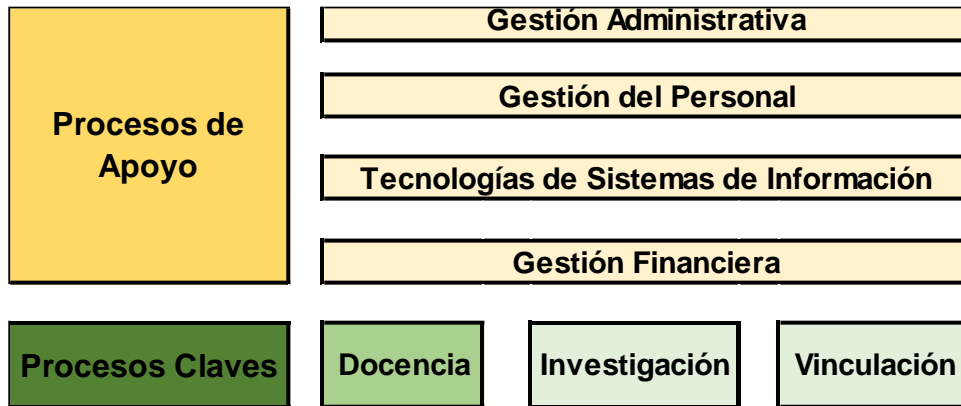 Procesos de
Apoyo
Gestión Administrativa
Gestión del Personal
Tecnologías de Sistemas de Información
Gestión Financiera
Procesos Claves
Docencia
Investigación
Vinculación